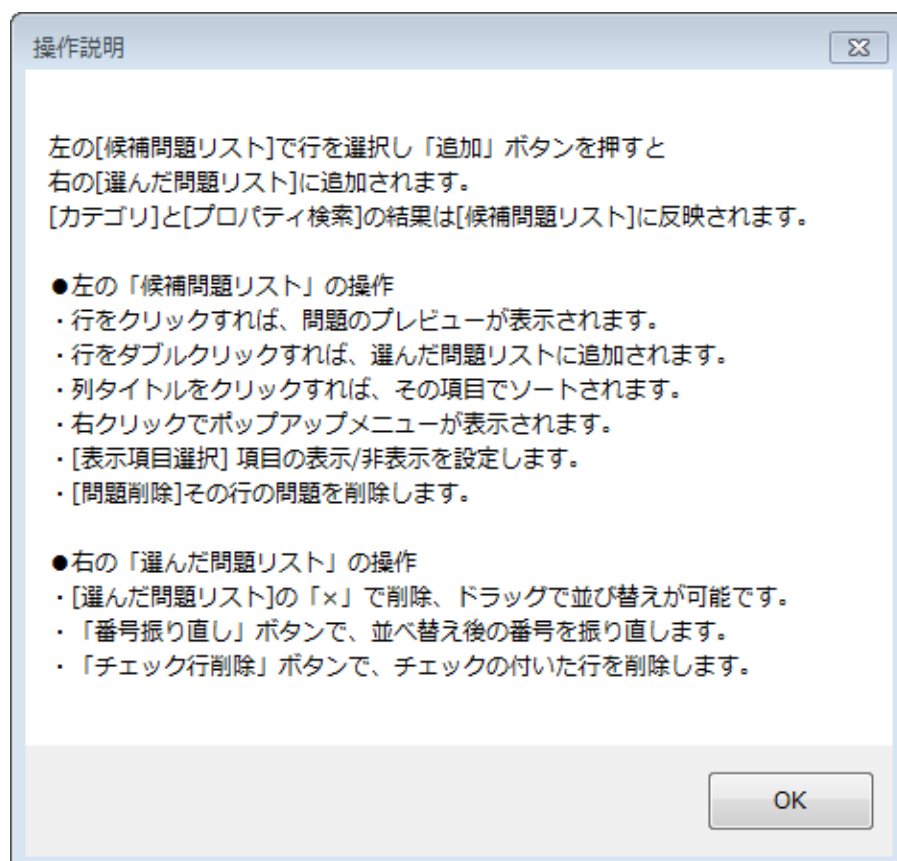 操作説明
左の[候補問題リスト]で行を選択し「追加」ボタンを押すと
右の[選んだ問題リスト]に追加されます。
[カテゴリ]と[プロパティ検索]の結果は[候補問題リスト]に反映されます。
●左の「候補問題リスト」の操作
・行をクリックすれば、問題のプレビューが表示されます。
・行をダブルクリックすれば、選んだ問題リストに追加されます。
・列タイトルをクリックすれば、その項目でソートされます。
・右クリックでポップアップメニューが表示されます。
・[表示項目選択] 項目の表示/非表示を設定します。
・[問題削除]その行の問題を削除します。
●右の「選んだ問題リスト」の操作
・[選んだ問題リスト]の「×」で削除、ドラッグで並び替えが可能です。
・「番号振り直し」ボタンで、並べ替え後の番号を振り直します。
・「チェック行削除」ボタンで、チェックの付いた行を削除します。
OK